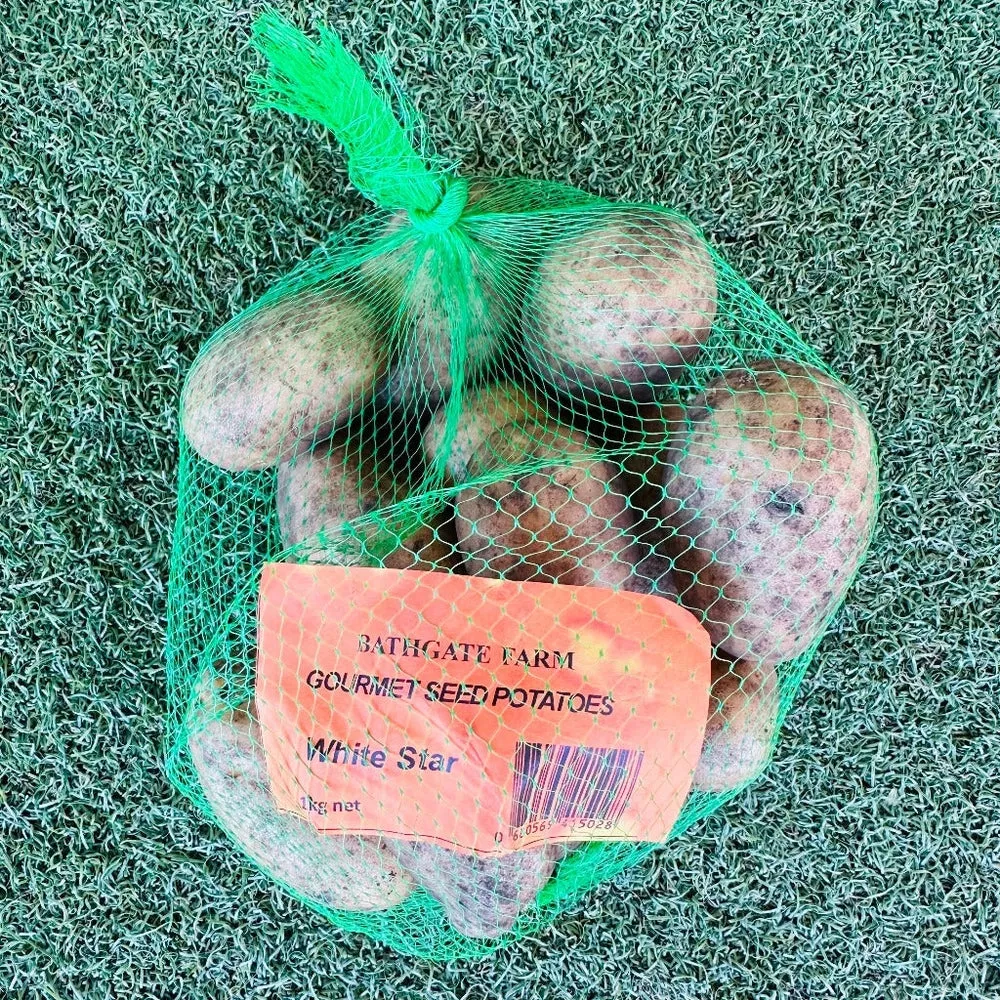 BATHGATE FARM
GOURMET SEED POTATOES
White Star
1kg net